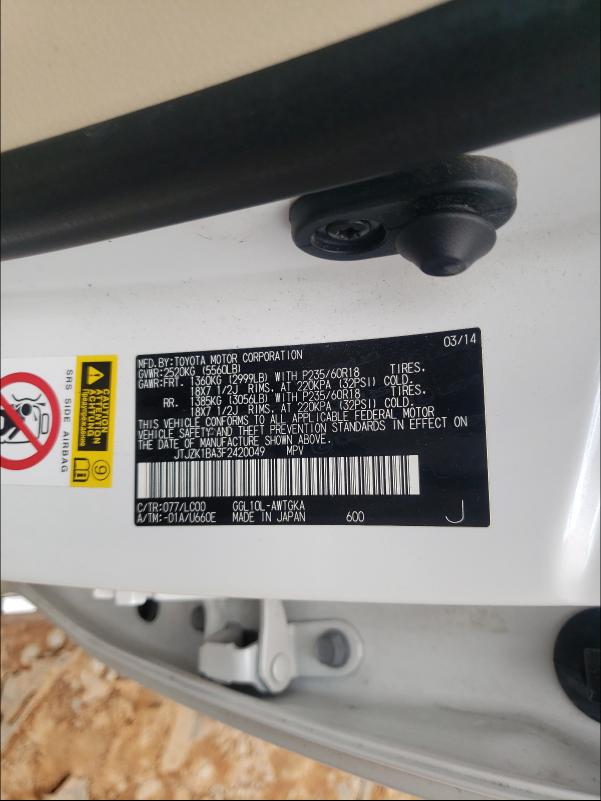 MFD.BY:TOYOTA MOTOR CORPORATION 03/14
GVWR:2520KG (5560LB)
GAWR:FRT. 1360KG (2999LB) WITH P235/60R18 TIRES,
18X7 1/2J RIMS, AT 220KPA (32PSI) COLD.
RR. 1385KG (3056LB) WITH P235/60R18 TIRES,
18X7 1/2J RIMS, AT 220KPA (32PSI) COLD.
THIS VEHICLE CONFORMS TO ALL APPLICABLE FEDERAL MOTOR
VEHICLE SAFETY AND THEFT PREVENTION STANDARDS IN EFFECT ON
THE DATE OF MANUFACTURE SHOWN ABOVE.
JTJZK1BA3F2420049 MPV
C/TR:077/LC00 GGL10L-AWTGKA
A/TM:-01A/U660E MADE IN JAPAN 600 J
CAUTION
ATTENTION
ACHTUNG
9
SRS SIDE AIRBAG